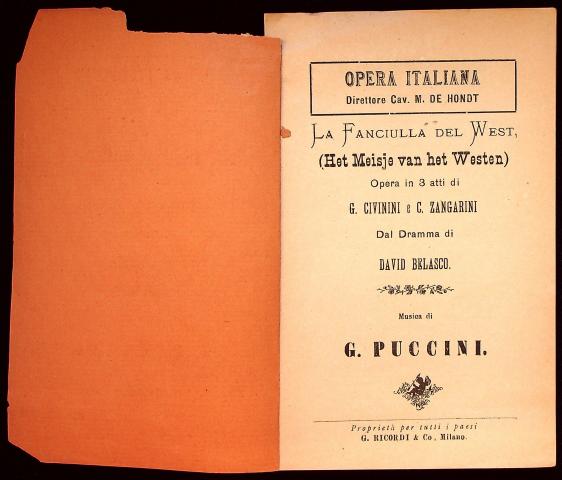 OPERA ITALIANA
Direttore Cav. M. DE HONDT
LA FANCIULLA DEL WEST,
(Het Meisje van het Westen)
Opera in 3 atti di
G. CIVININI e C. ZANGARINI
Dal Dramma di
DAVID BELASCO.
Musica di
G. PUCCINI.
Proprietà per tutti i paesi
G. RICORDI & Co, Milano.